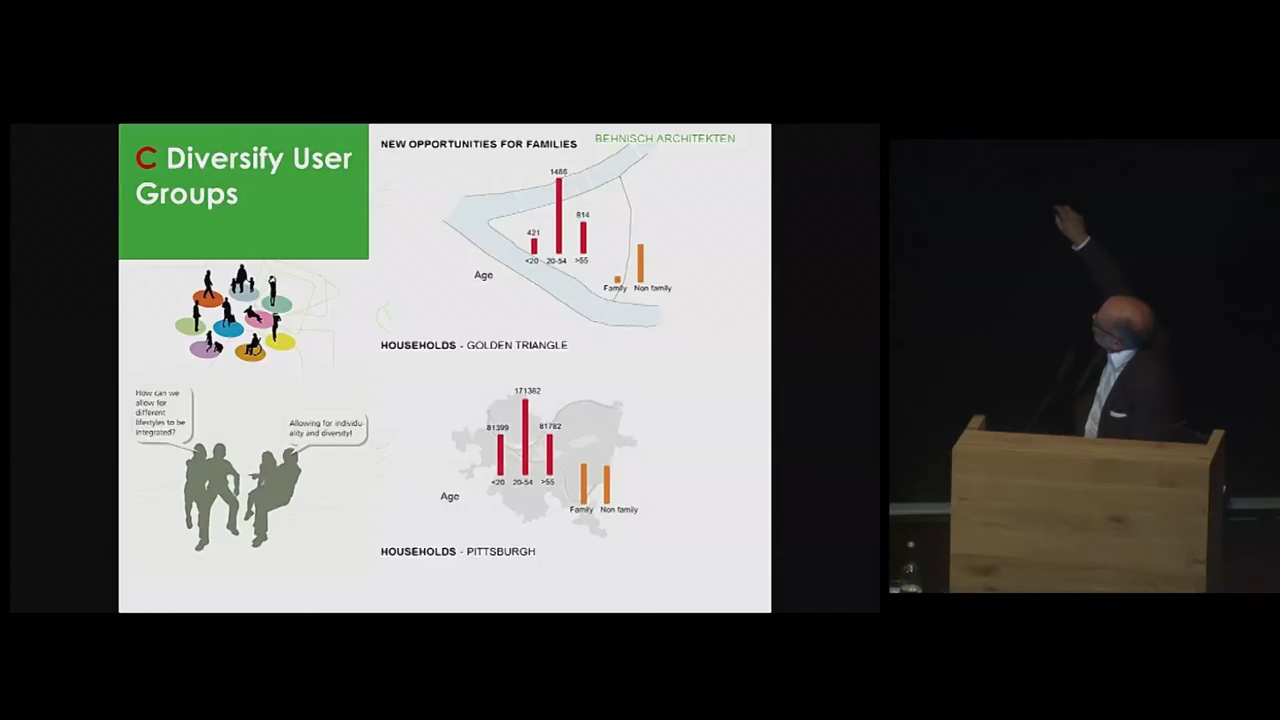 C Diversify User
Groups
NEW OPPORTUNITIES FOR FAMILIES
BEHNISCH ARCHITEKTEN
1486
814
421
<20 20-54 >55
Age
Family Non family
HOUSEHOLDS - GOLDEN TRIANGLE
How can we
allow for
different
lifestyles to be
integrated?
Allowing for individu-
ality and diversity!
171382
81399
81782
<20 20-54 >55
Age
Family Non family
HOUSEHOLDS - PITTSBURGH